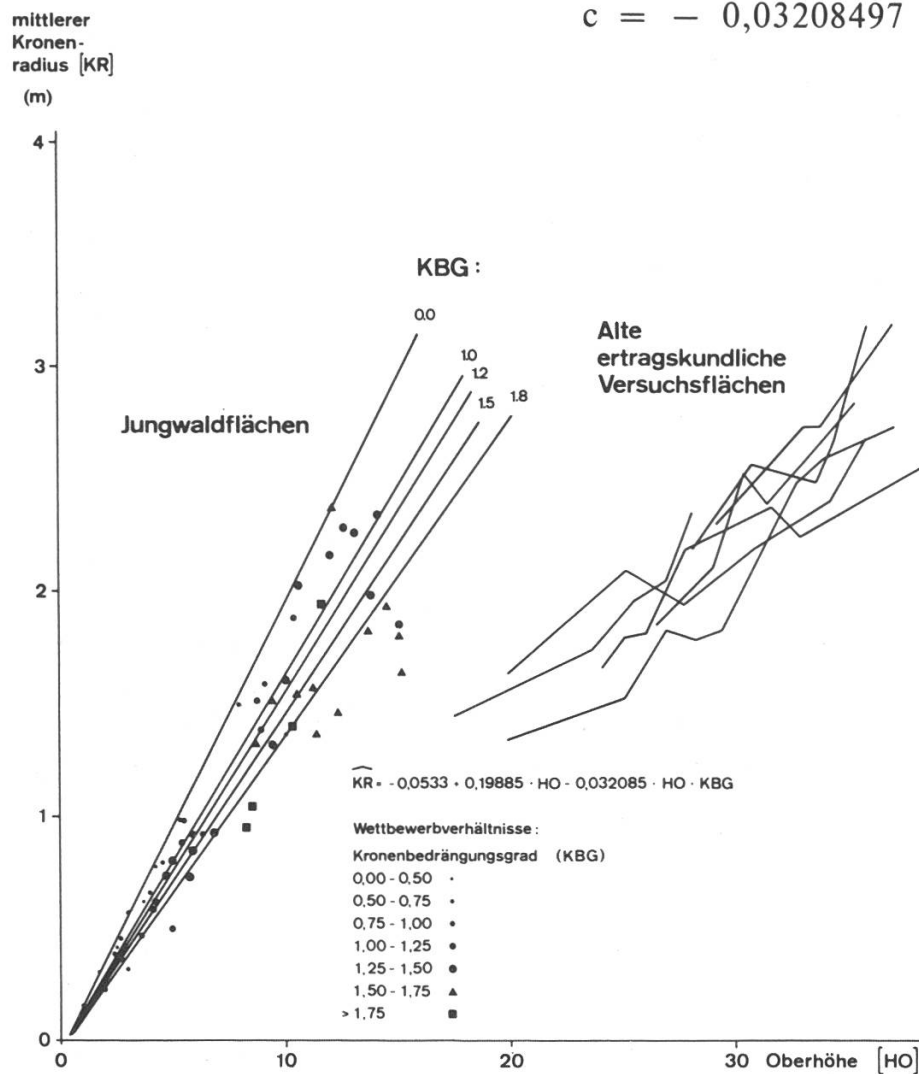 c = − 0,03208497
mittlerer
Kronen-
radius [KR]
(m)
4
3
2
1
0
KBG :
0.0
1.0
1.2
1.5
1.8
Jungwaldflächen
Alte
ertragskundliche
Versuchsflächen
KR = -0,0533 + 0,19885 · HO - 0,032085 · HO · KBG
Wettbewerbverhältnisse :
Kronenbedrängungsgrad (KBG)
0,00 - 0,50
0,50 - 0,75
0,75 - 1,00
1,00 - 1,25
1,25 - 1,50
1,50 - 1,75
> 1,75
0 10 20 30 Oberhöhe [HO]